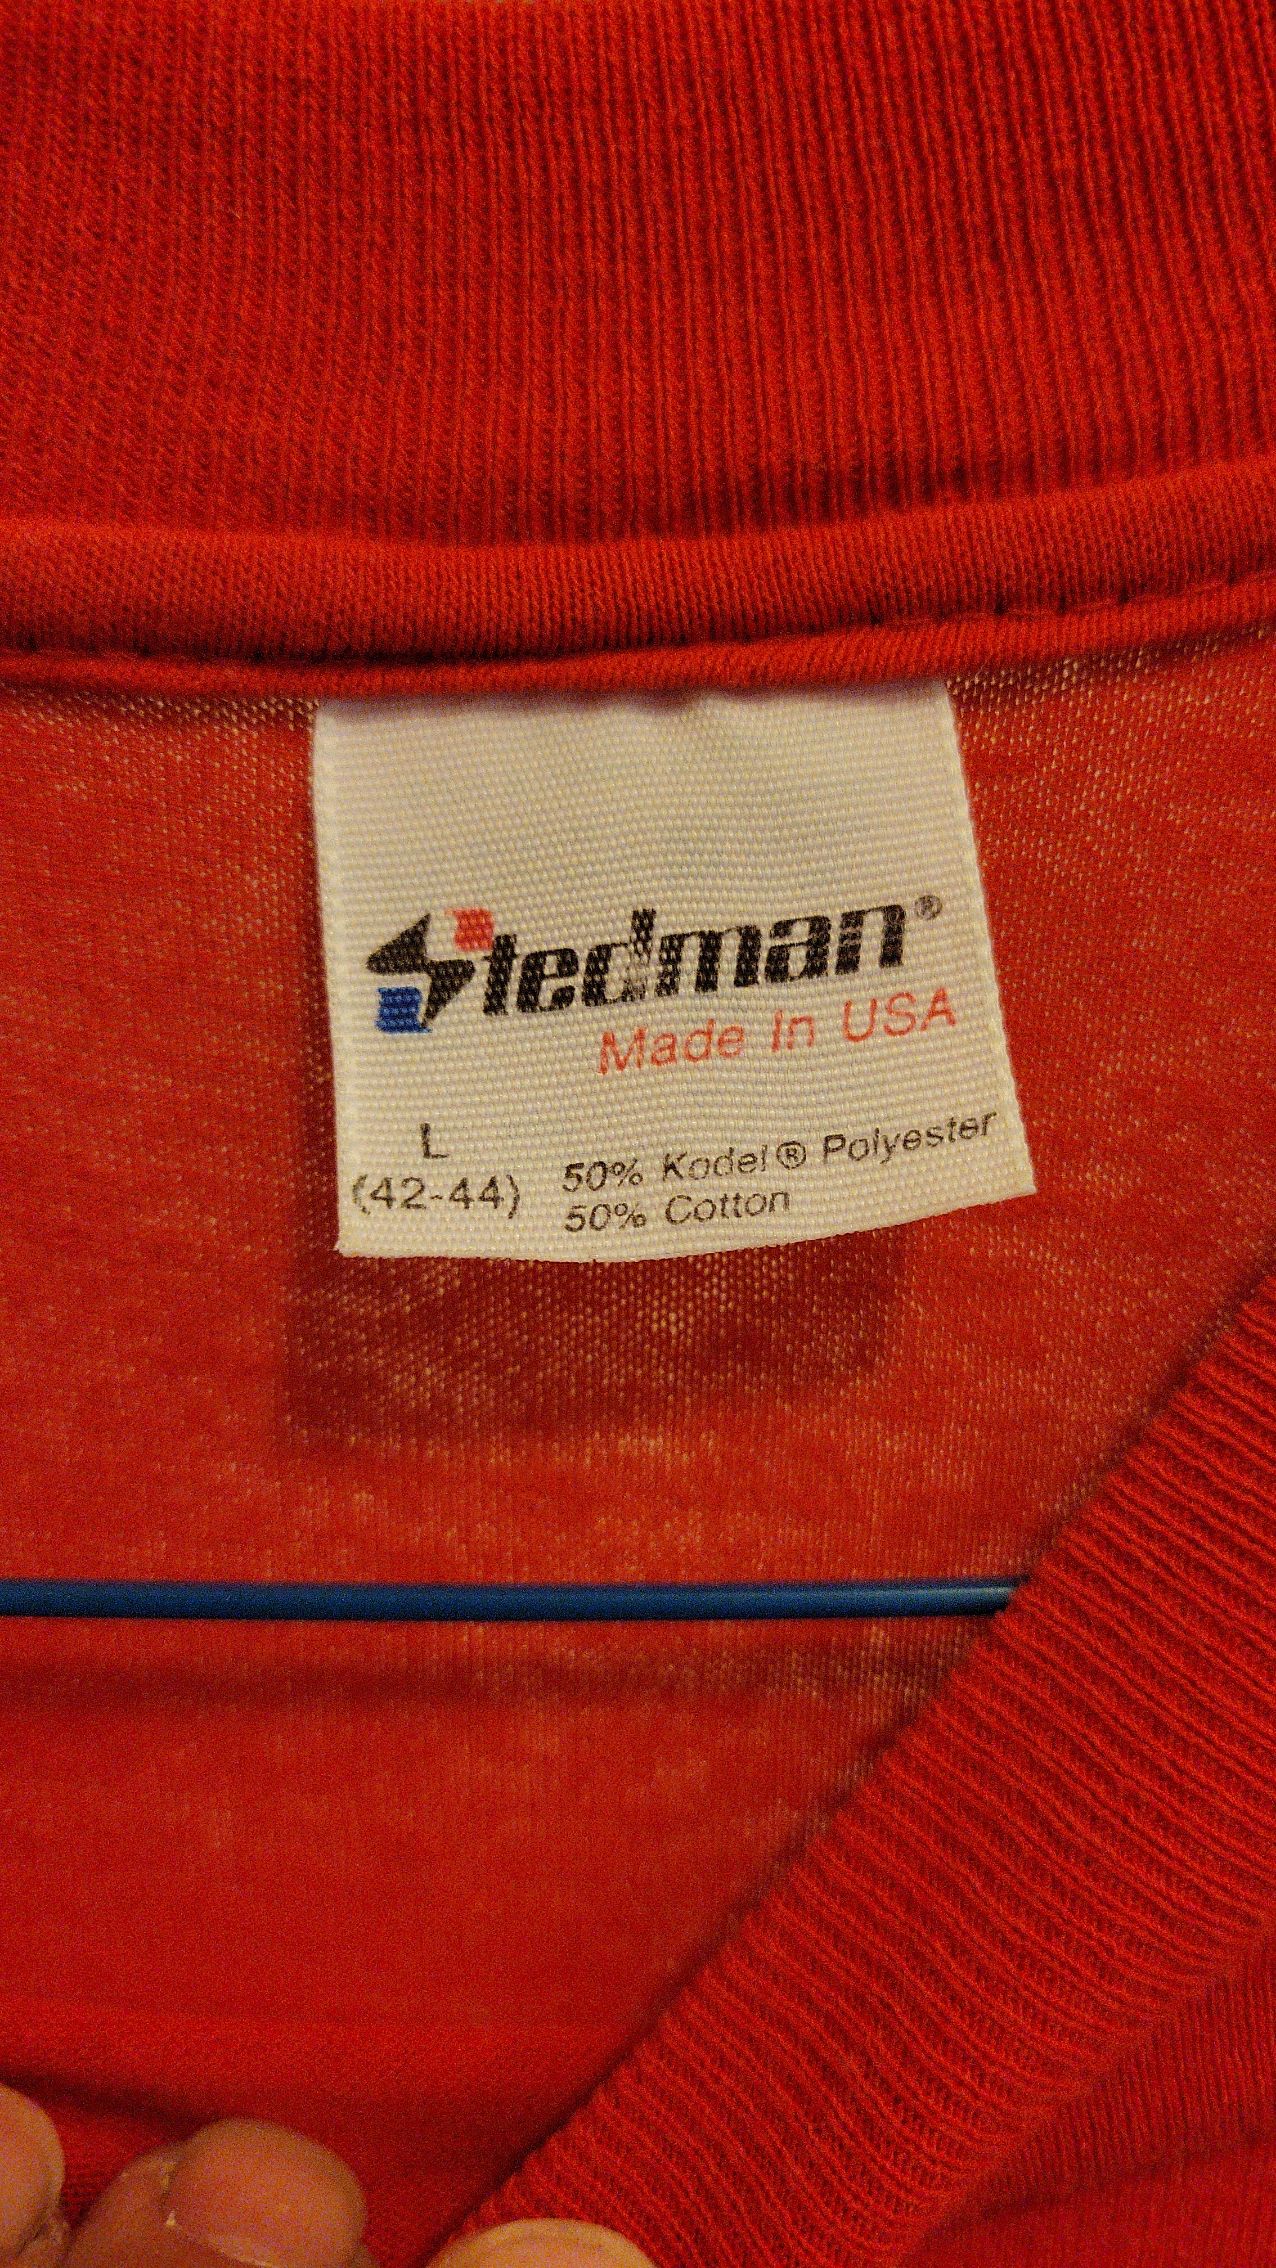 Stedman®
Made In USA
L
(42-44)
50% Kodel® Polyester
50% Cotton